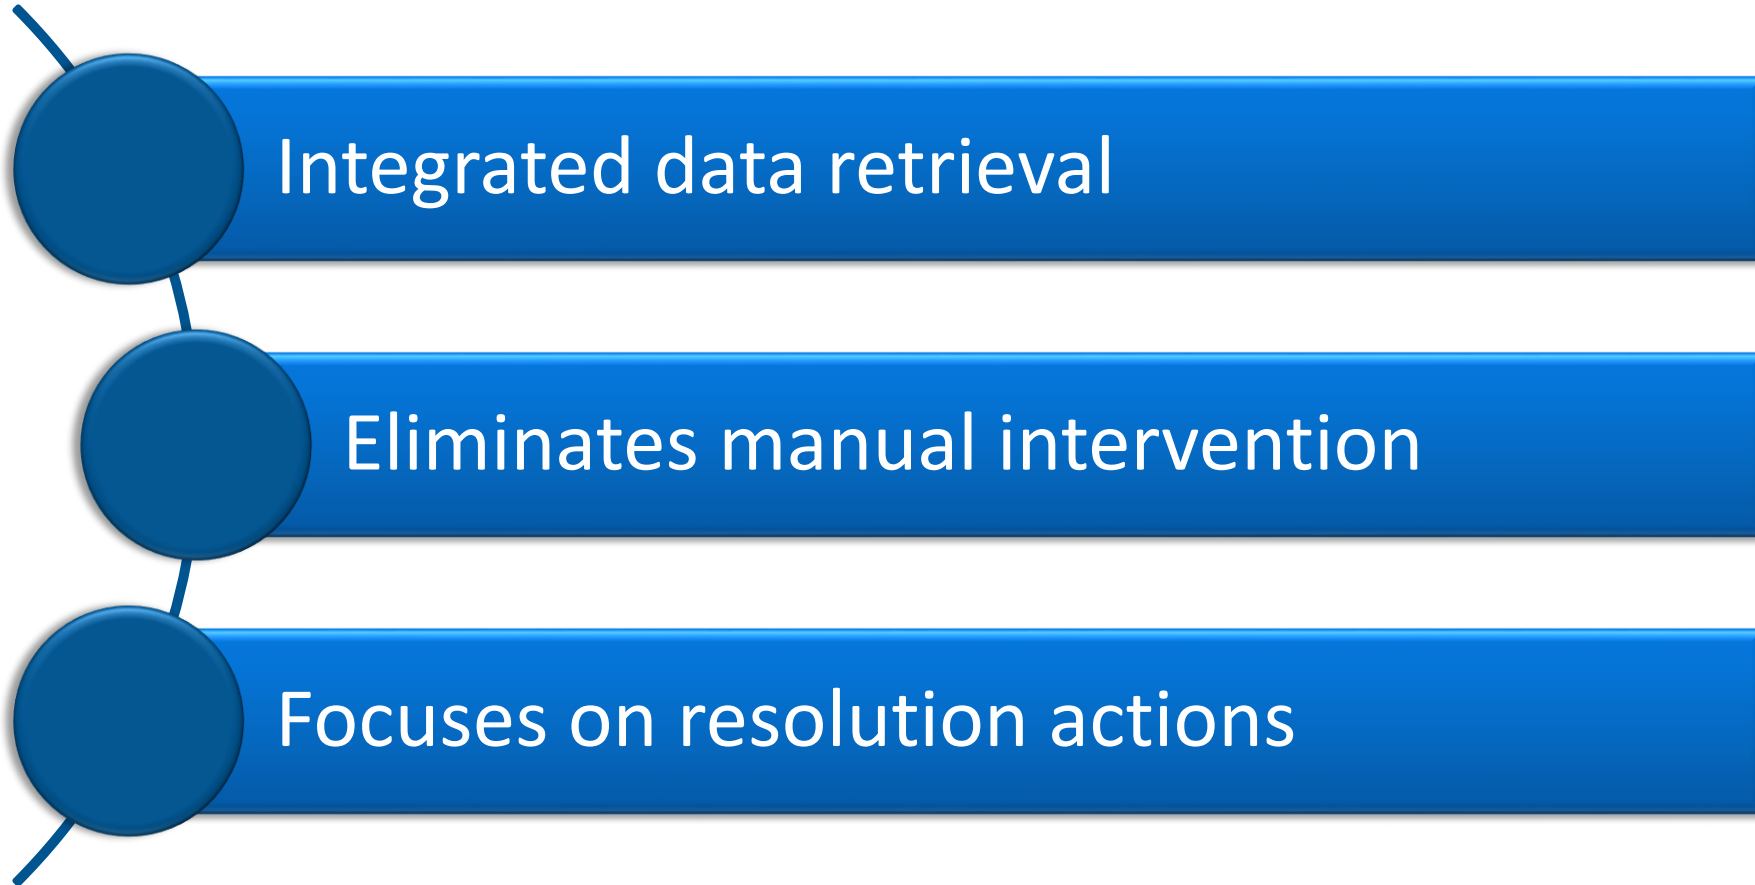 Integrated data retrieval
Eliminates manual intervention
Focuses on resolution actions